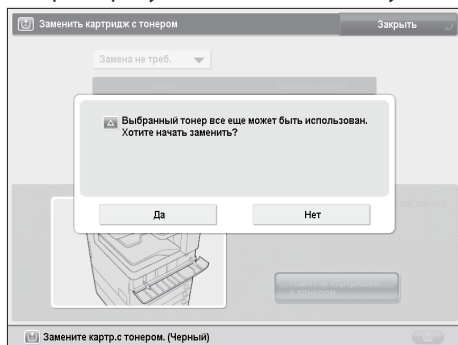 Заменить картридж с тонером
Закрыть
Замена не треб.
Выбранный тонер все еще может быть использован.
Хотите начать заменить?
Да
Нет
с тонером
Замените картр.с тонером. (Черный)